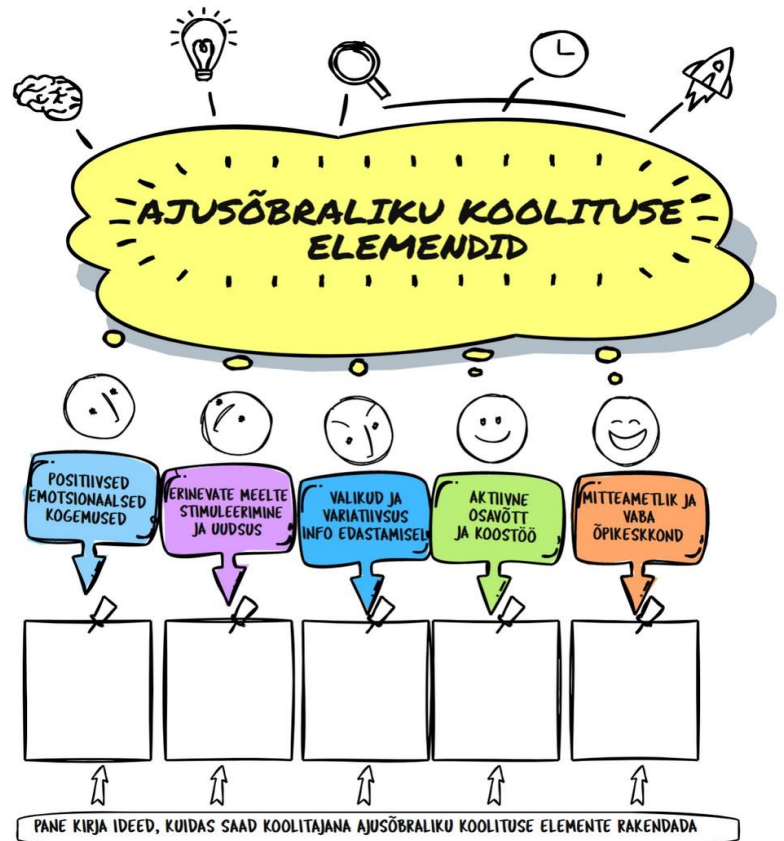 AJUSÕBRALIKU KOOLITUSE
ELEMENDID
POSITIIVSED
EMOTSIONAALSED
KOGEMUSED
ERINEVATE MEELTE
STIMULEERIMINE
JA UUDSUS
VALIKUD JA
VARIATIIVSUS
INFO EDASTAMISEL
AKTIIVNE
OSAVÕTT
JA KOOSTÖÖ
MITTEAMETLIK JA
VABA
ÕPIKESKKOND
PANE KIRJA IDEED, KUIDAS SAAD KOOLITAJANA AJUSÕBRALIKU KOOLITUSE ELEMENTE RAKENDADA